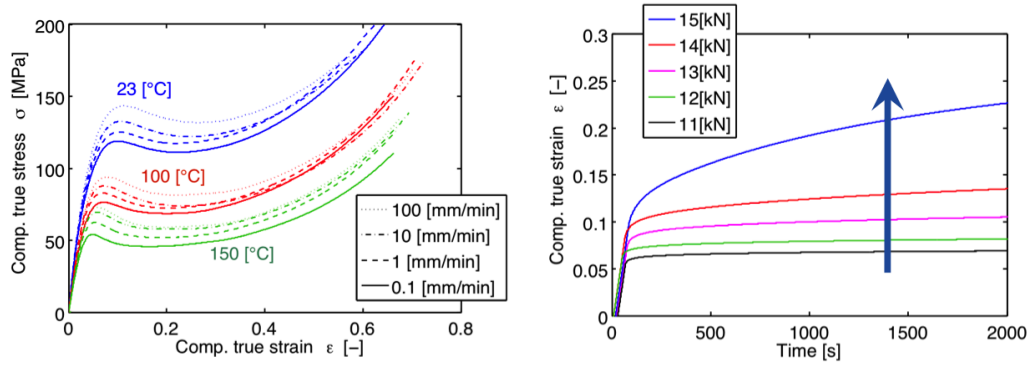 200
150
100
50
0
Comp. true stress σ [MPa]
23 [°C]
100 [°C]
150 [°C]
100 [mm/min]
10 [mm/min]
1 [mm/min]
0.1 [mm/min]
0
0.2
0.4
0.6
0.8
Comp. true strain ε [–]
15[kN]
14[kN]
13[kN]
12[kN]
11[kN]
0.3
0.25
0.2
0.15
0.1
0.05
0
Comp. true strain ε [–]
0
500
1000
1500
2000
Time [s]